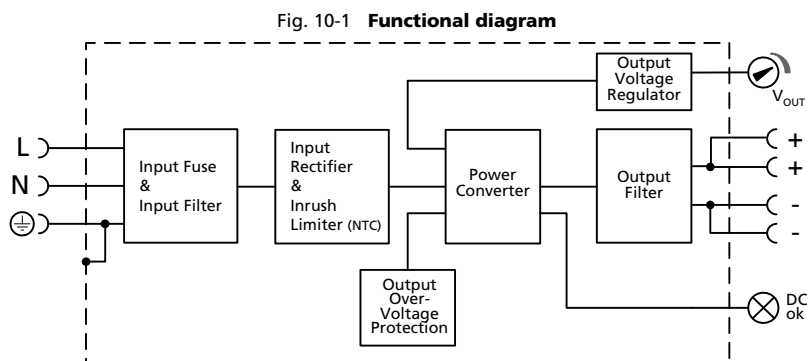 Fig. 10-1 Functional diagram
Output
Voltage
Regulator
V_OUT
L
N
Input Fuse
&
Input Filter
Input
Rectifier
&
Inrush
Limiter (NTC)
Power
Converter
Output
Filter
+
+
-
-
Output
Over-
Voltage
Protection
DC
ok